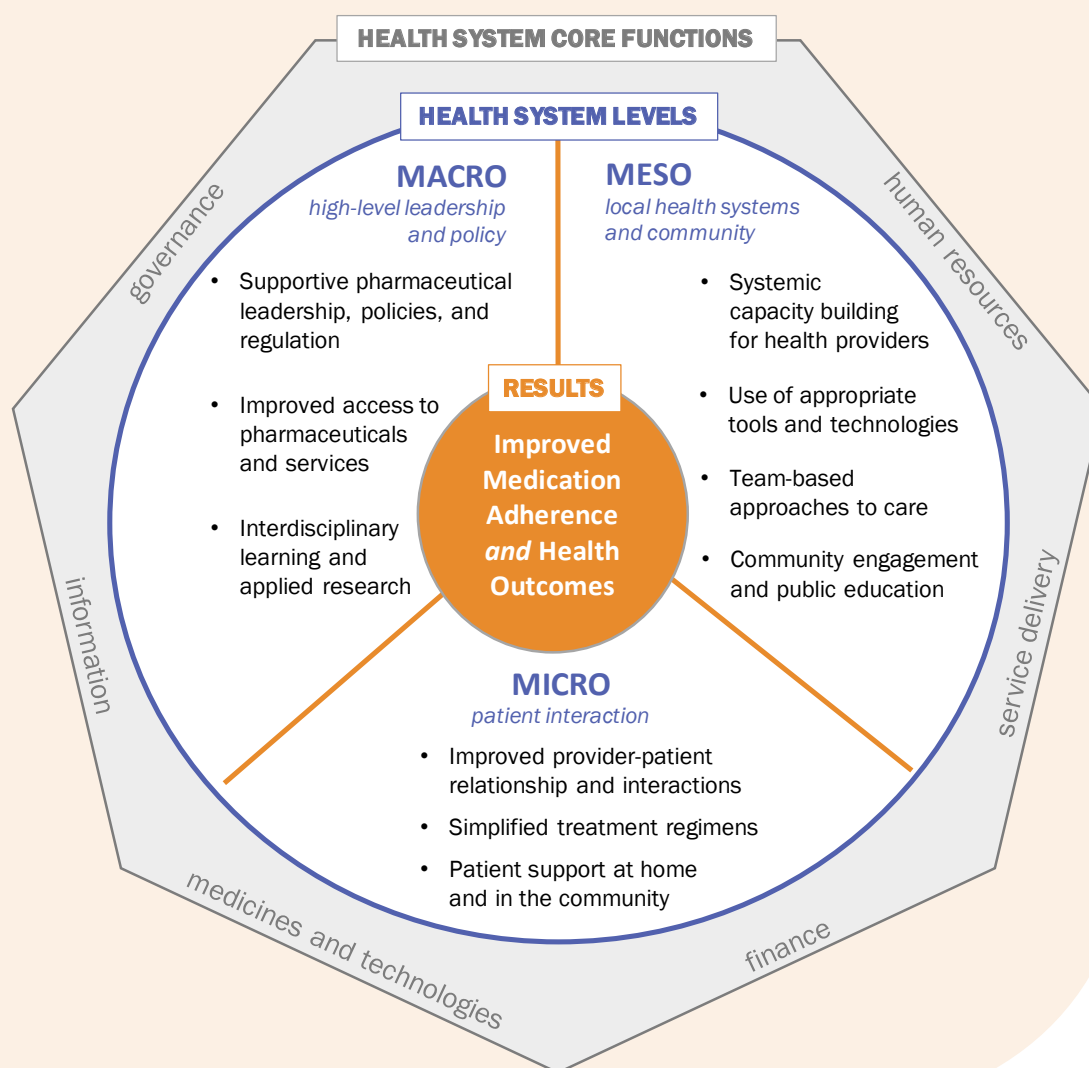 HEALTH SYSTEM CORE FUNCTIONS
HEALTH SYSTEM LEVELS
MACRO
high-level leadership
and policy
• Supportive pharmaceutical
leadership, policies, and
regulation
• Improved access to
pharmaceuticals
and services
• Interdisciplinary
learning and
applied research
MESO
local health systems
and community
• Systemic
capacity building
for health providers
• Use of appropriate
tools and technologies
• Team-based
approaches to care
• Community engagement
and public education
RESULTS
Improved
Medication
Adherence
and Health
Outcomes
MICRO
patient interaction
• Improved provider-patient
relationship and interactions
• Simplified treatment regimens
• Patient support at home
and in the community
governance
human resources
information
service delivery
medicines and technologies
finance